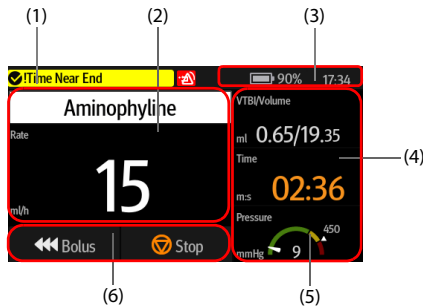 (1) (2) (3)
!Time Near End 90% 17:34
Aminophyline
Rate
15
ml/h
VTBI/Volume
ml 0.65/19.35
Time
m:s 02:36
Pressure
450
mmHg 9
(4)
Bolus Stop
(6) (5)